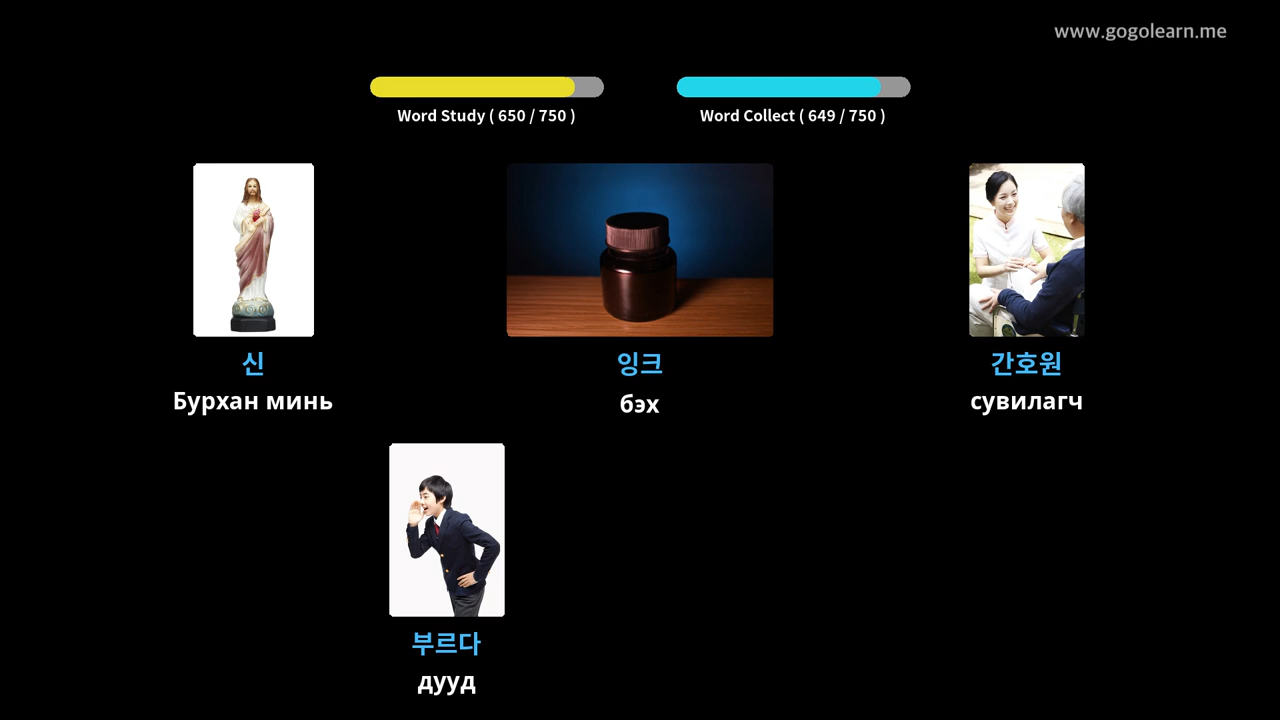 www.gogolearn.me
Word Study ( 650 / 750 )
Word Collect ( 649 / 750 )
신
Бурхан минь
잉크
бэх
간호원
сувилагч
부르다
дууд